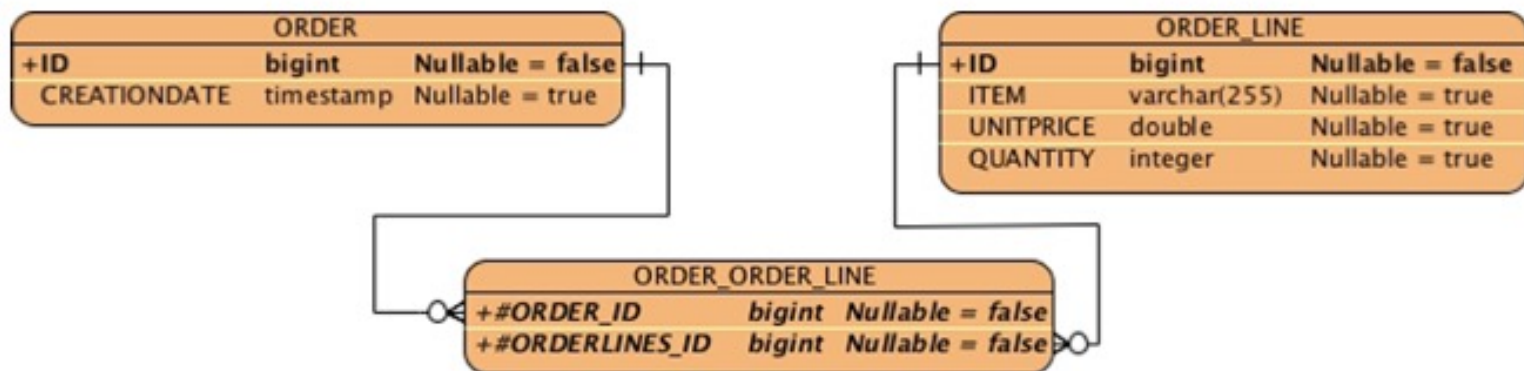 ORDER
+ID bigint Nullable = false
CREATIONDATE timestamp Nullable = true
ORDER_LINE
+ID bigint Nullable = false
ITEM varchar(255) Nullable = true
UNITPRICE double Nullable = true
QUANTITY integer Nullable = true
ORDER_ORDER_LINE
+#ORDER_ID bigint Nullable = false
+#ORDERLINES_ID bigint Nullable = false